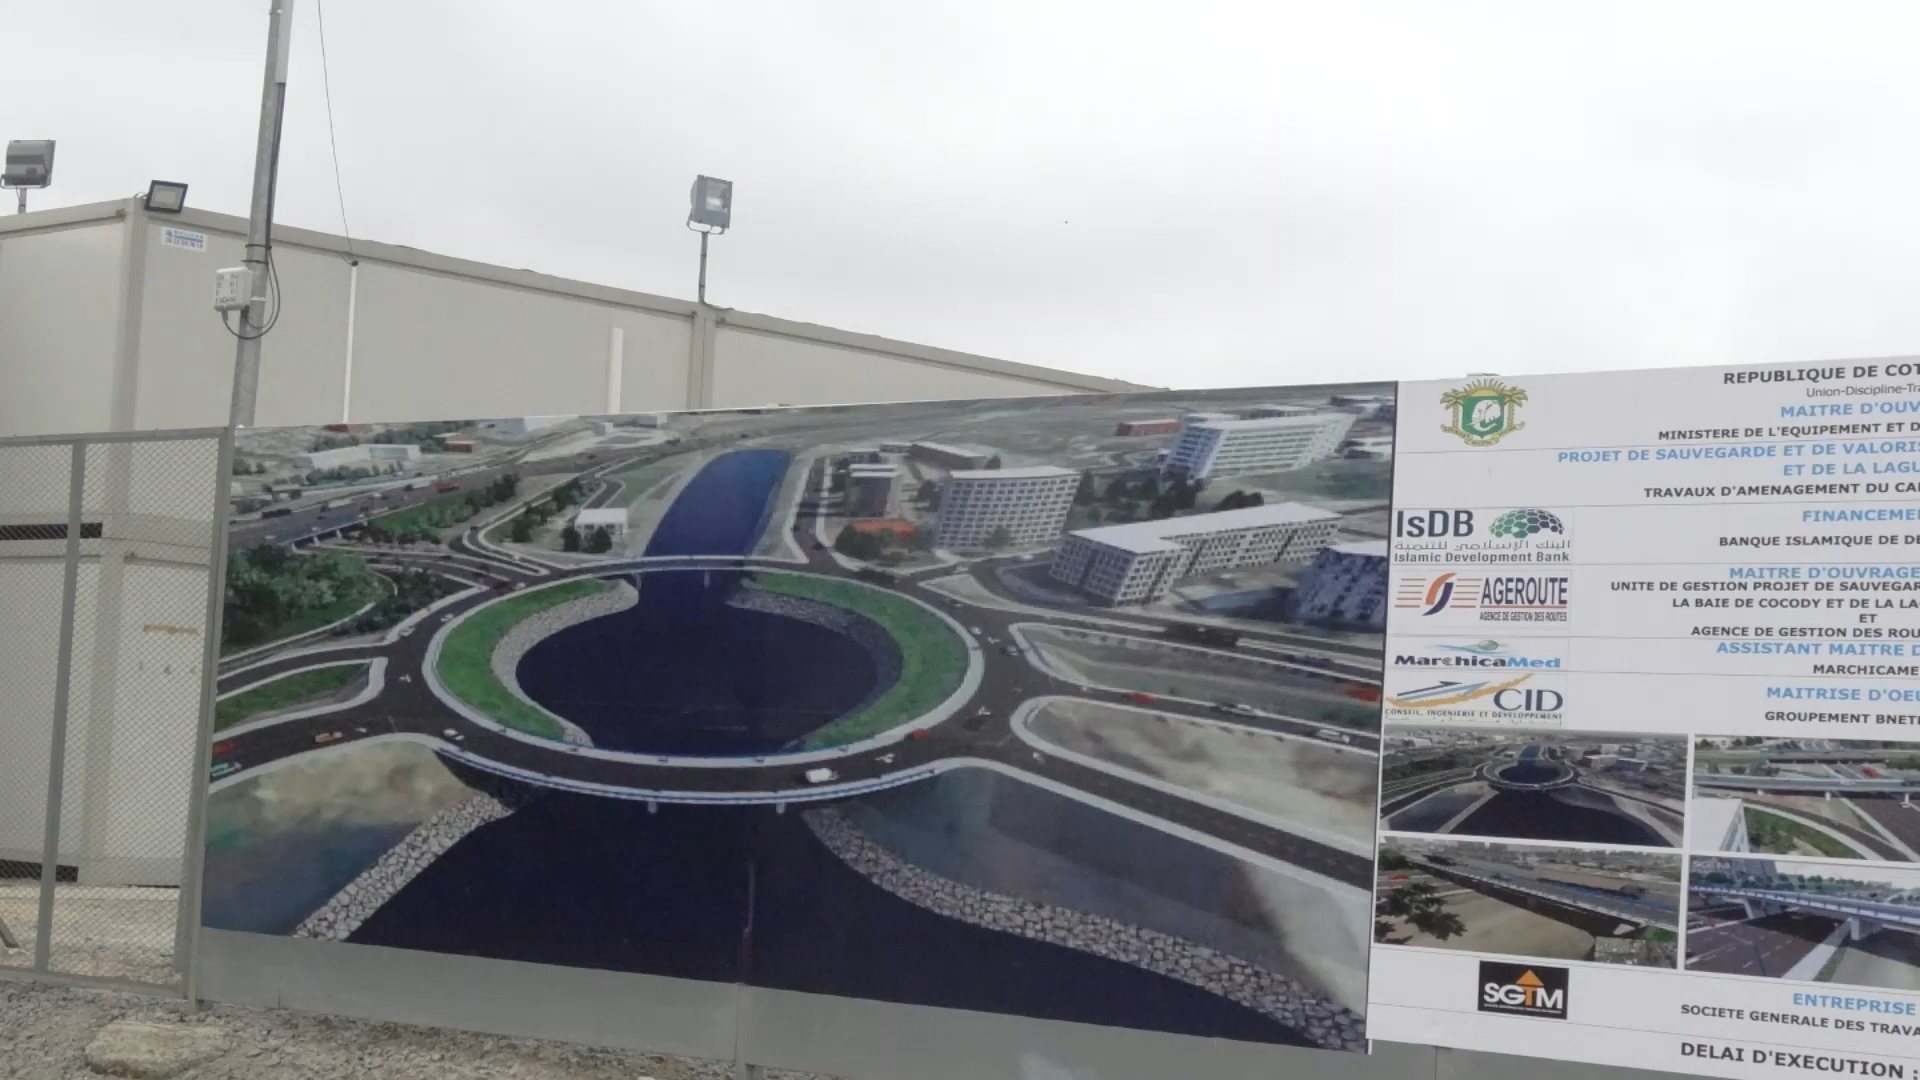 REPUBLIQUE DE COT
Union-Discipline-Tra
MAITRE D'OUV
MINISTERE DE L'EQUIPEMENT ET D
PROJET DE SAUVEGARDE ET DE VALORIS
ET DE LA LAGU
TRAVAUX D'AMENAGEMENT DU CA
IsDB
البنك الإسلامي للتنمية
Islamic Development Bank
FINANCEME
BANQUE ISLAMIQUE DE DE
AGEROUTE
AGENCE DE GESTION DES ROUTES
MAITRE D'OUVRAGE
UNITE DE GESTION PROJET DE SAUVEGAR
LA BAIE DE COCODY ET DE LA LA
ET
AGENCE DE GESTION DES ROU
MarchicaMed
ASSISTANT MAITRE D
MARCHICAME
CID
CONSEIL, INGENIERIE ET DEVELOPPEMENT
MAITRISE D'OEU
GROUPEMENT BNET
SGTM
ENTREPRISE
SOCIETE GENERALE DES TRAVA
DELAI D'EXECUTION :